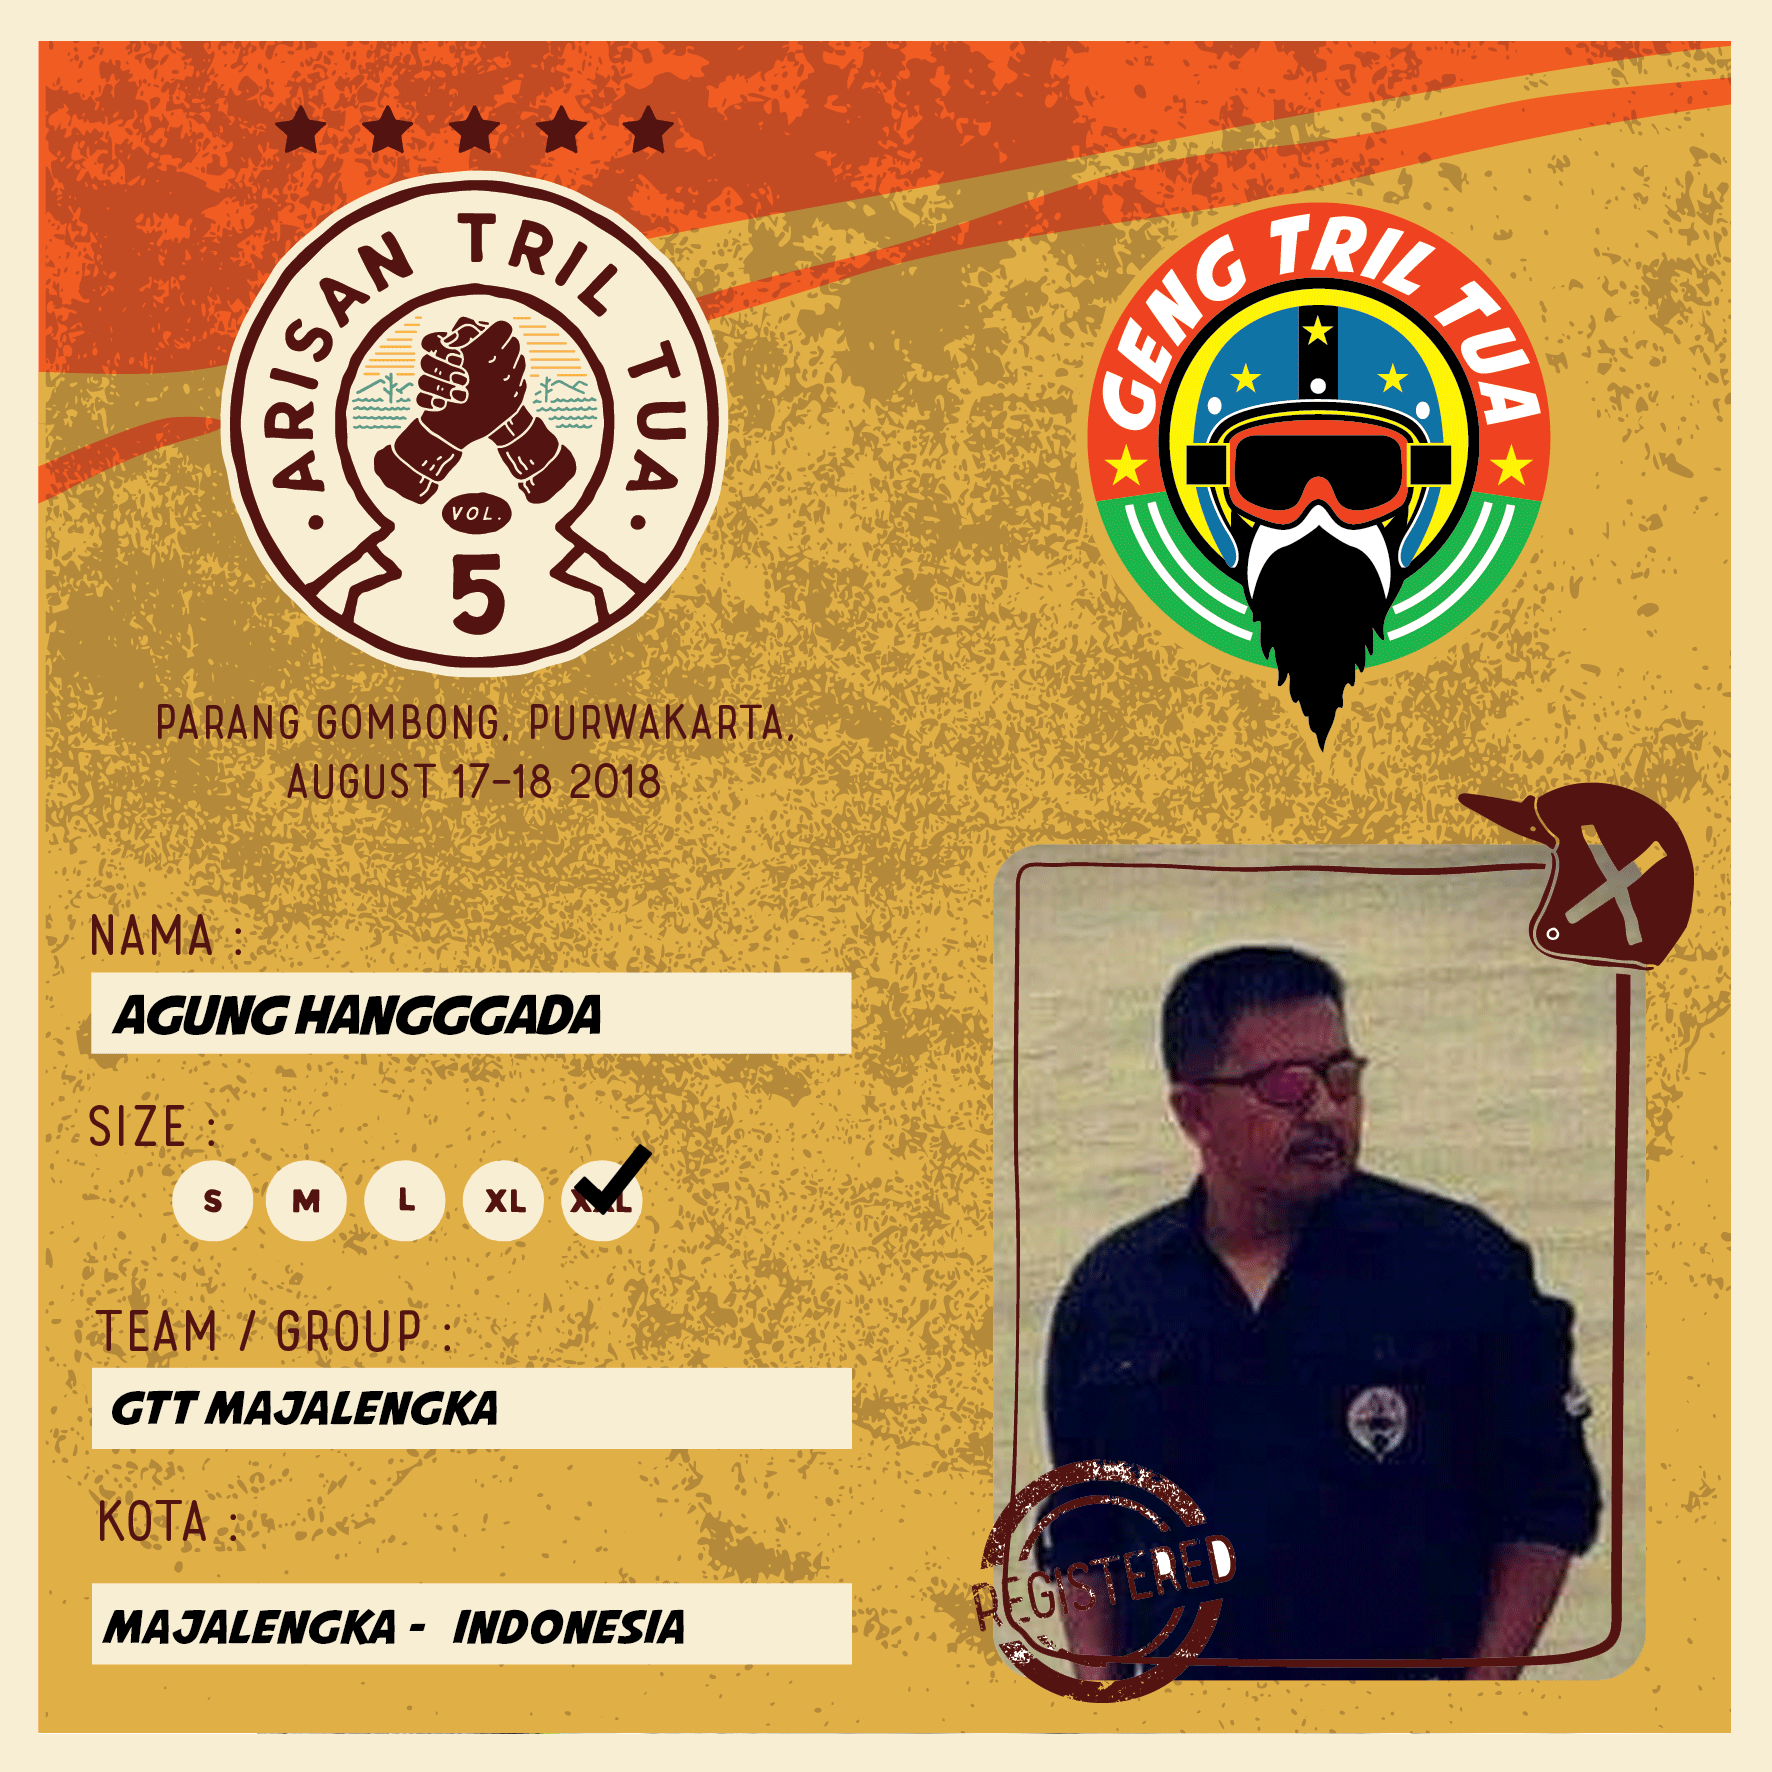 ARISAN TRIL TUA
VOL.
5
GENG TRIL TUA
PARANG GOMBONG, PURWAKARTA,
AUGUST 17-18 2018
NAMA :
AGUNG HANGGGADA
SIZE :
S M L XL XXL
TEAM / GROUP :
GTT MAJALENGKA
KOTA :
MAJALENGKA - INDONESIA
REGISTERED